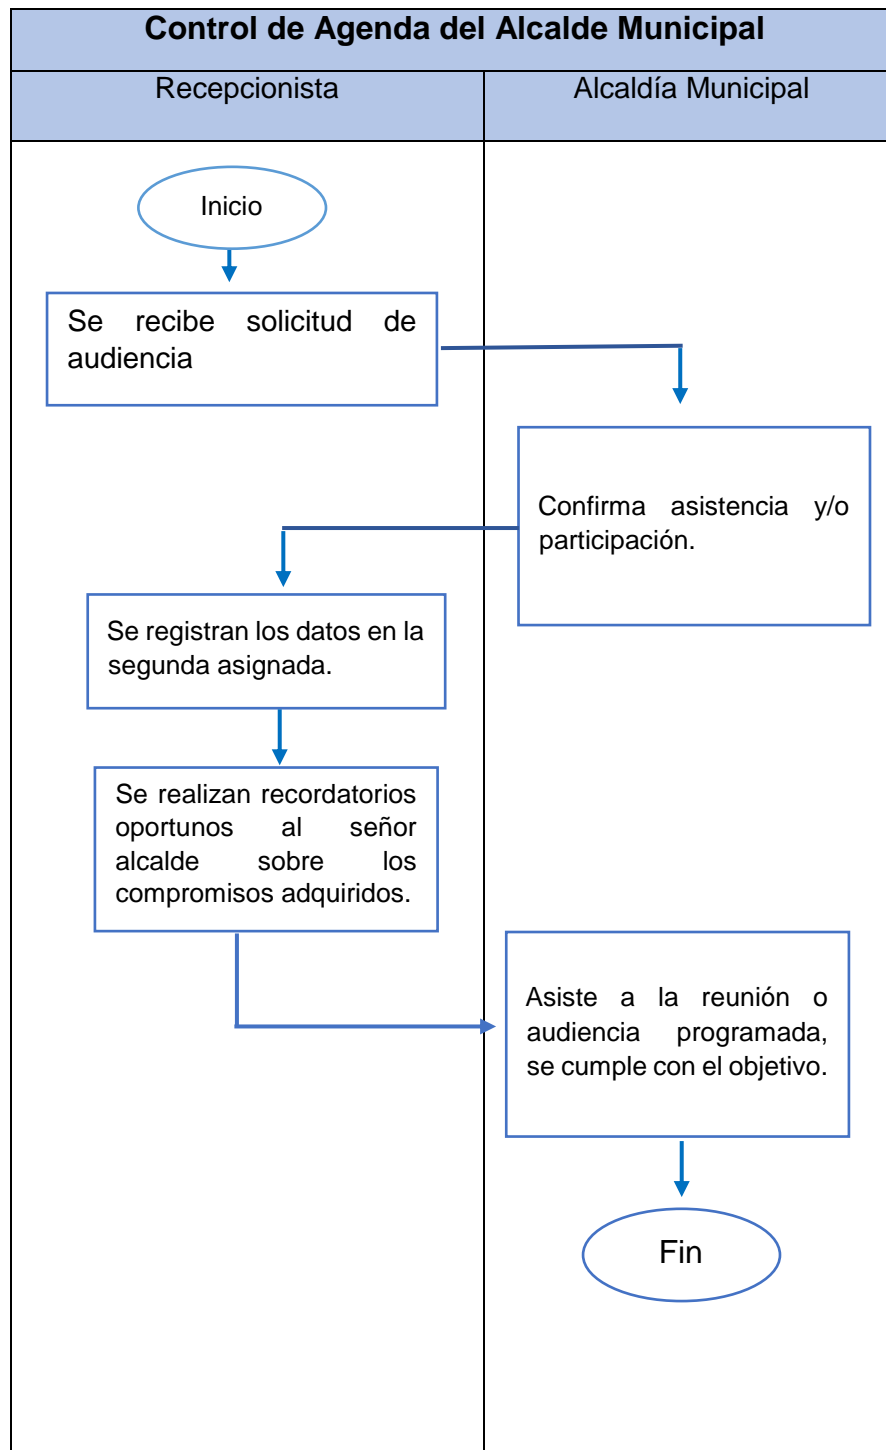 Control de Agenda del Alcalde Municipal
Recepcionista
Alcaldía Municipal
Inicio
Se recibe solicitud de
audiencia
Confirma asistencia y/o
participación.
Se registran los datos en la
segunda asignada.
Se realizan recordatorios
oportunos al señor
alcalde sobre los
compromisos adquiridos.
Asiste a la reunión o
audiencia programada,
se cumple con el objetivo.
Fin